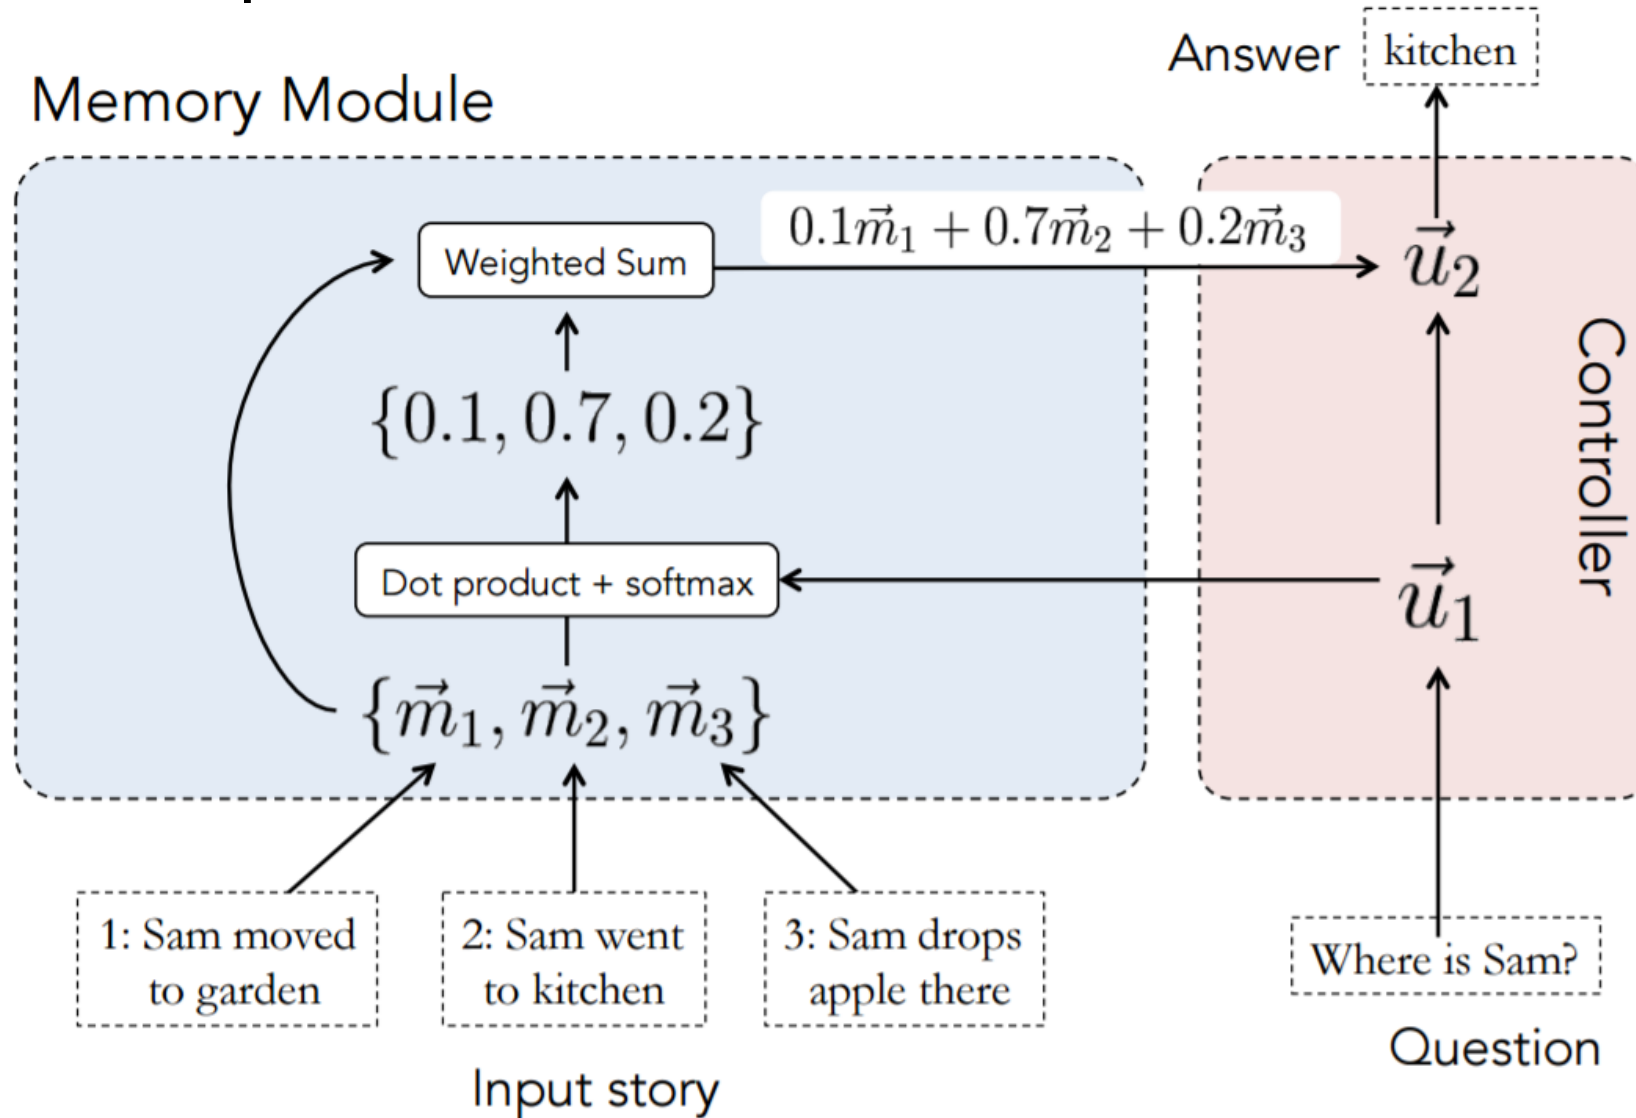 Answer
kitchen
Memory Module
0.1m⃗₁ + 0.7m⃗₂ + 0.2m⃗₃
Weighted Sum
u⃗₂
{0.1, 0.7, 0.2}
Controller
Dot product + softmax
u⃗₁
{m⃗₁, m⃗₂, m⃗₃}
1: Sam moved
to garden
2: Sam went
to kitchen
3: Sam drops
apple there
Where is Sam?
Question
Input story